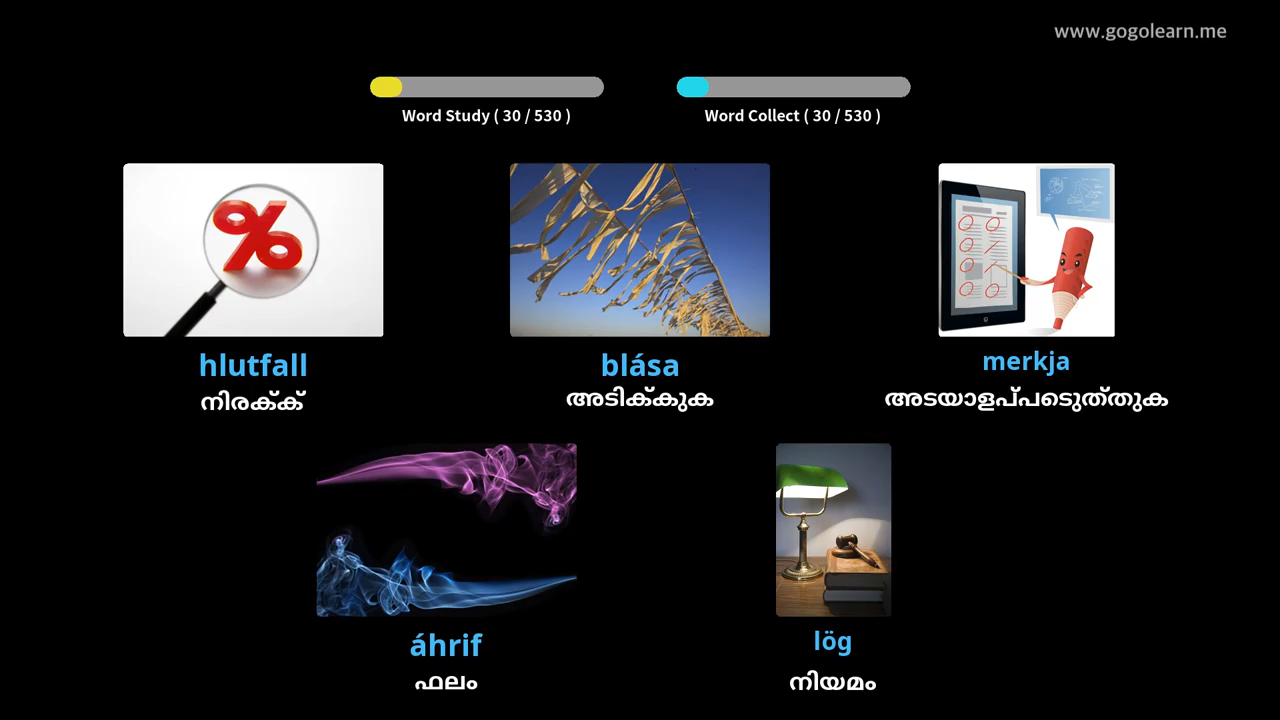 www.gogolearn.me
Word Study ( 30 / 530 )
Word Collect ( 30 / 530 )
hlutfall
blása
merkja
നിരക്ക്
അടിക്കുക
അടയാളപ്പടെുത്തുക
áhrif
lög
ഫലം
നിയമം